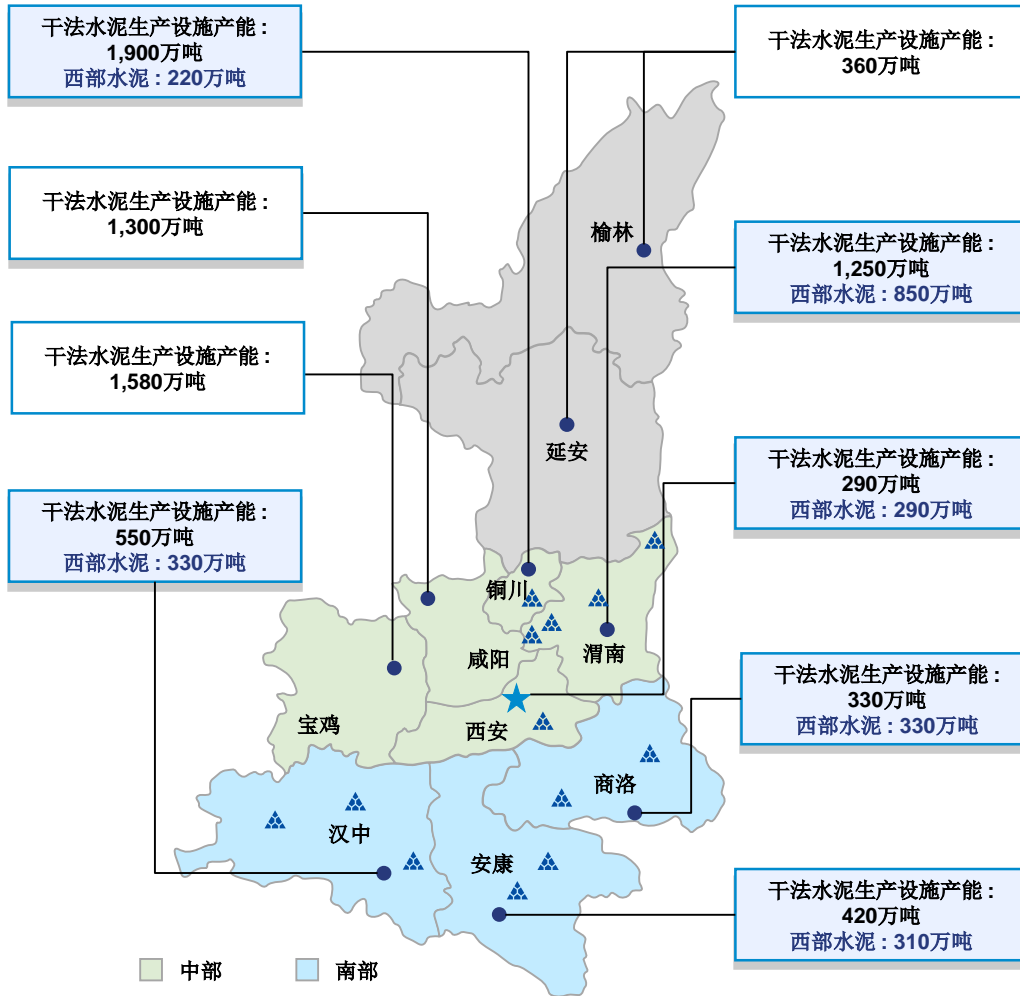 干法水泥生产设施产能 :
1,900万吨
西部水泥 : 220万吨
干法水泥生产设施产能 :
360万吨
干法水泥生产设施产能 :
1,300万吨
榆林
干法水泥生产设施产能 :
1,250万吨
西部水泥 : 850万吨
干法水泥生产设施产能 :
1,580万吨
延安
干法水泥生产设施产能 :
290万吨
西部水泥 : 290万吨
干法水泥生产设施产能 :
550万吨
西部水泥 : 330万吨
铜川
咸阳
渭南
宝鸡
西安
干法水泥生产设施产能 :
330万吨
西部水泥 : 330万吨
商洛
汉中
安康
干法水泥生产设施产能 :
420万吨
西部水泥 : 310万吨
中部
南部